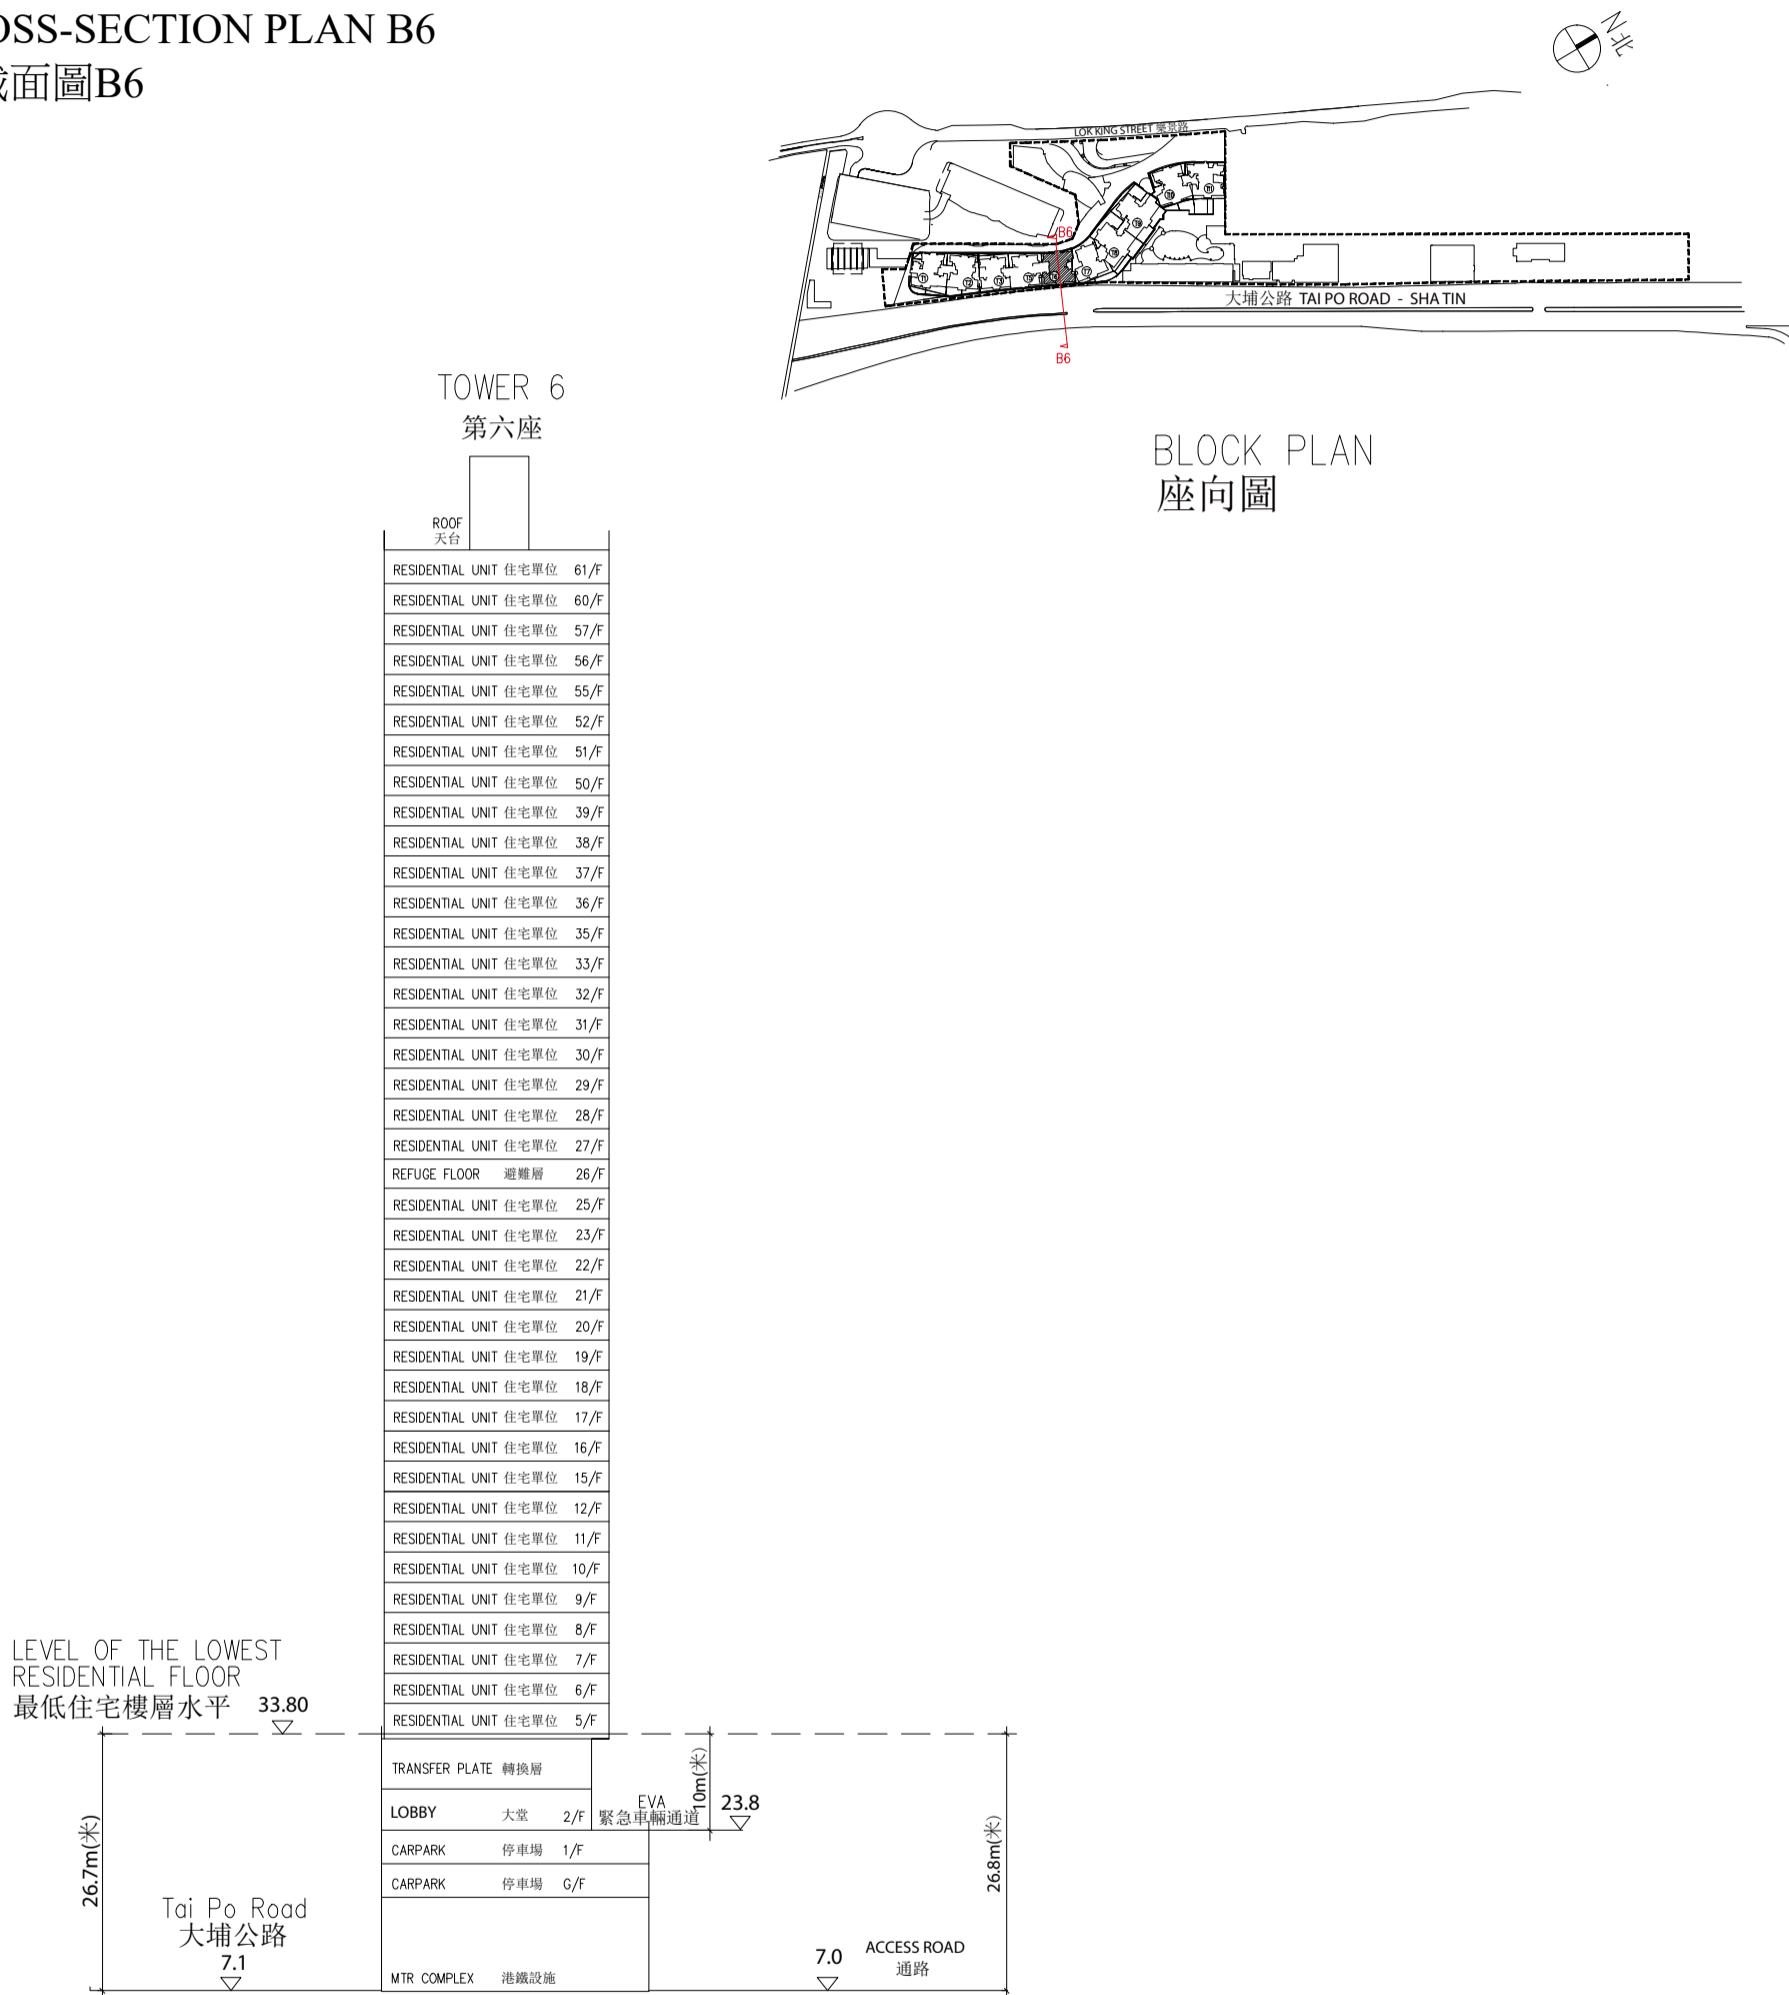 OSS-SECTION PLAN B6
截面圖B6
N 北
LOK KING STREET 樂景路
T1
T2
T3
T5
T7
T8
T9
T10
T11
B6
大埔公路 TAI PO ROAD - SHA TIN
B6
BLOCK PLAN
座向圖
TOWER 6
第六座
ROOF
天台
RESIDENTIAL UNIT 住宅單位 61/F
RESIDENTIAL UNIT 住宅單位 60/F
RESIDENTIAL UNIT 住宅單位 57/F
RESIDENTIAL UNIT 住宅單位 56/F
RESIDENTIAL UNIT 住宅單位 55/F
RESIDENTIAL UNIT 住宅單位 52/F
RESIDENTIAL UNIT 住宅單位 51/F
RESIDENTIAL UNIT 住宅單位 50/F
RESIDENTIAL UNIT 住宅單位 39/F
RESIDENTIAL UNIT 住宅單位 38/F
RESIDENTIAL UNIT 住宅單位 37/F
RESIDENTIAL UNIT 住宅單位 36/F
RESIDENTIAL UNIT 住宅單位 35/F
RESIDENTIAL UNIT 住宅單位 33/F
RESIDENTIAL UNIT 住宅單位 32/F
RESIDENTIAL UNIT 住宅單位 31/F
RESIDENTIAL UNIT 住宅單位 30/F
RESIDENTIAL UNIT 住宅單位 29/F
RESIDENTIAL UNIT 住宅單位 28/F
RESIDENTIAL UNIT 住宅單位 27/F
REFUGE FLOOR 避難層 26/F
RESIDENTIAL UNIT 住宅單位 25/F
RESIDENTIAL UNIT 住宅單位 23/F
RESIDENTIAL UNIT 住宅單位 22/F
RESIDENTIAL UNIT 住宅單位 21/F
RESIDENTIAL UNIT 住宅單位 20/F
RESIDENTIAL UNIT 住宅單位 19/F
RESIDENTIAL UNIT 住宅單位 18/F
RESIDENTIAL UNIT 住宅單位 17/F
RESIDENTIAL UNIT 住宅單位 16/F
RESIDENTIAL UNIT 住宅單位 15/F
RESIDENTIAL UNIT 住宅單位 12/F
RESIDENTIAL UNIT 住宅單位 11/F
RESIDENTIAL UNIT 住宅單位 10/F
RESIDENTIAL UNIT 住宅單位 9/F
RESIDENTIAL UNIT 住宅單位 8/F
RESIDENTIAL UNIT 住宅單位 7/F
RESIDENTIAL UNIT 住宅單位 6/F
RESIDENTIAL UNIT 住宅單位 5/F
LEVEL OF THE LOWEST
RESIDENTIAL FLOOR
最低住宅樓層水平 33.80
TRANSFER PLATE 轉換層
LOBBY 大堂 2/F
EVA
緊急車輛通道
10m(米)
23.8
CARPARK 停車場 1/F
CARPARK 停車場 G/F
MTR COMPLEX 港鐵設施
26.7m(米)
Tai Po Road
大埔公路
7.1
26.8m(米)
7.0
ACCESS ROAD
通路